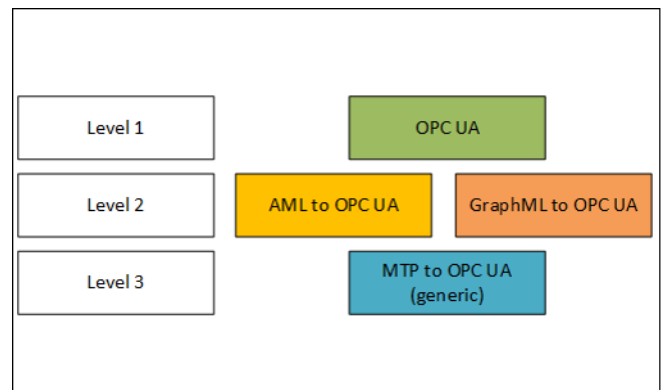 Level 1
OPC UA
Level 2
AML to OPC UA
GraphML to OPC UA
Level 3
MTP to OPC UA
(generic)